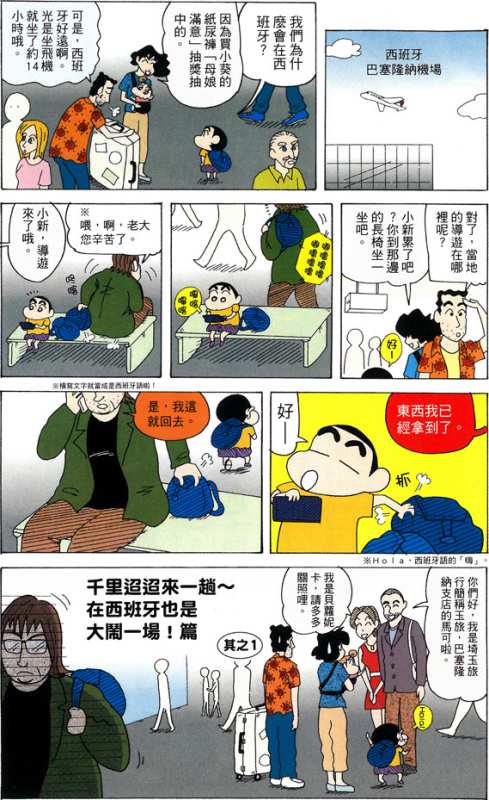 西班牙
巴塞隆納機場
我們為什
麼會在西
班牙?
因為買小葵的
紙尿褲「母娘
滿意」抽獎抽
中的。
可是,西班
牙好遠啊。
光是坐飛機
就坐了約14
小時哦。
對了,當地
的導遊在哪
裡呢?
小新累了吧
?你到那邊
的長椅坐一
坐吧。
好ー
※
喂,啊,老大
您辛苦了。
小新,導遊
來了哦。
※橫寫文字就當成是西班牙語啦!
東西我已
經拿到了。
好ー
抓
是,我這
就回去。
※Hola、西班牙語的「嗨」。
你們好,我是埼玉旅
行簡稱玉旅,巴塞隆
納支店的馬可啦。
我是貝蘿妮
卡,請多多
關照哩。
其之1
千里迢迢來一趟~
在西班牙也是
大鬧一場!篇